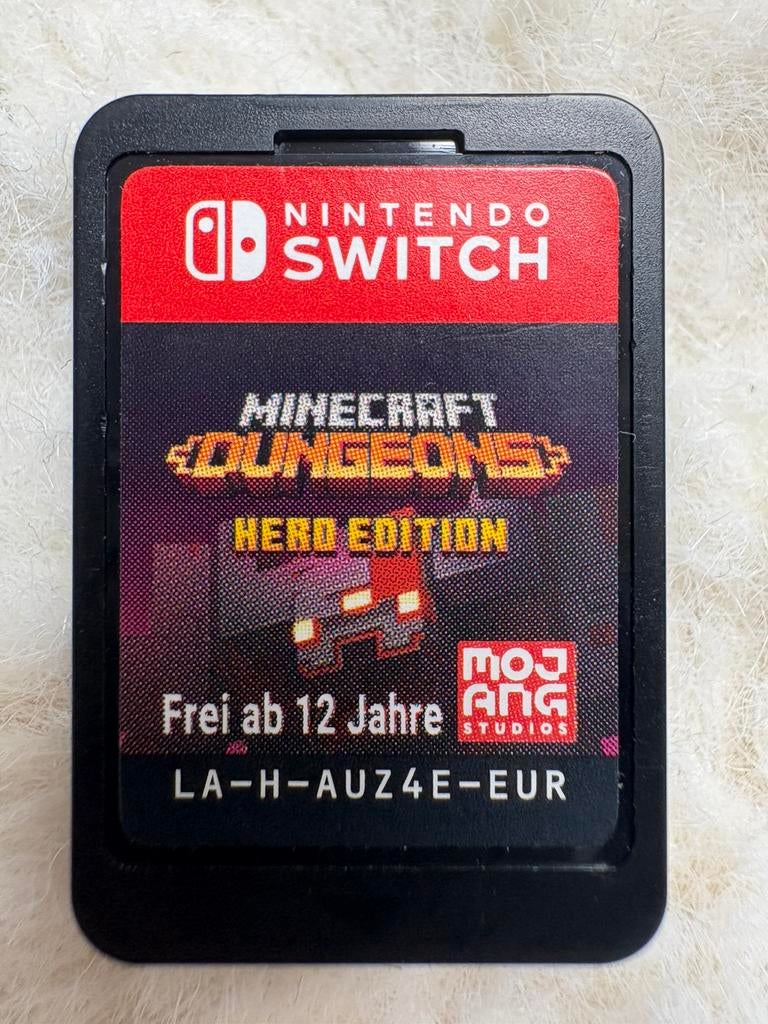 NINTENDO
SWITCH
MINECRAFT
DUNGEONS
HERO EDITION
MOJ
ANG
STUDIOS
Frei ab 12 Jahre
LA-H-AUZ4E-EUR